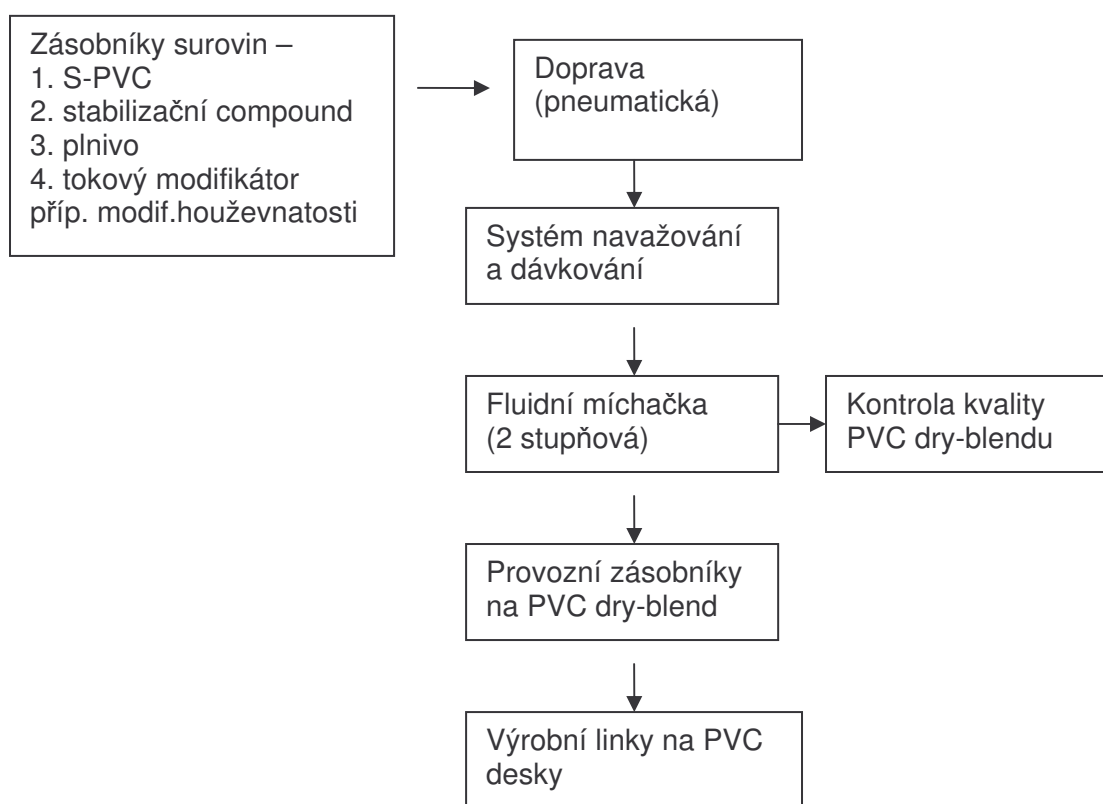 Zásobníky surovin –
1. S-PVC
2. stabilizační compound
3. plnivo
4. tokový modifikátor
příp. modif.houževnatosti
Doprava
(pneumatická)
Systém navažování
a dávkování
Fluidní míchačka
(2 stupňová)
Kontrola kvality
PVC dry-blendu
Provozní zásobníky
na PVC dry-blend
Výrobní linky na PVC
desky